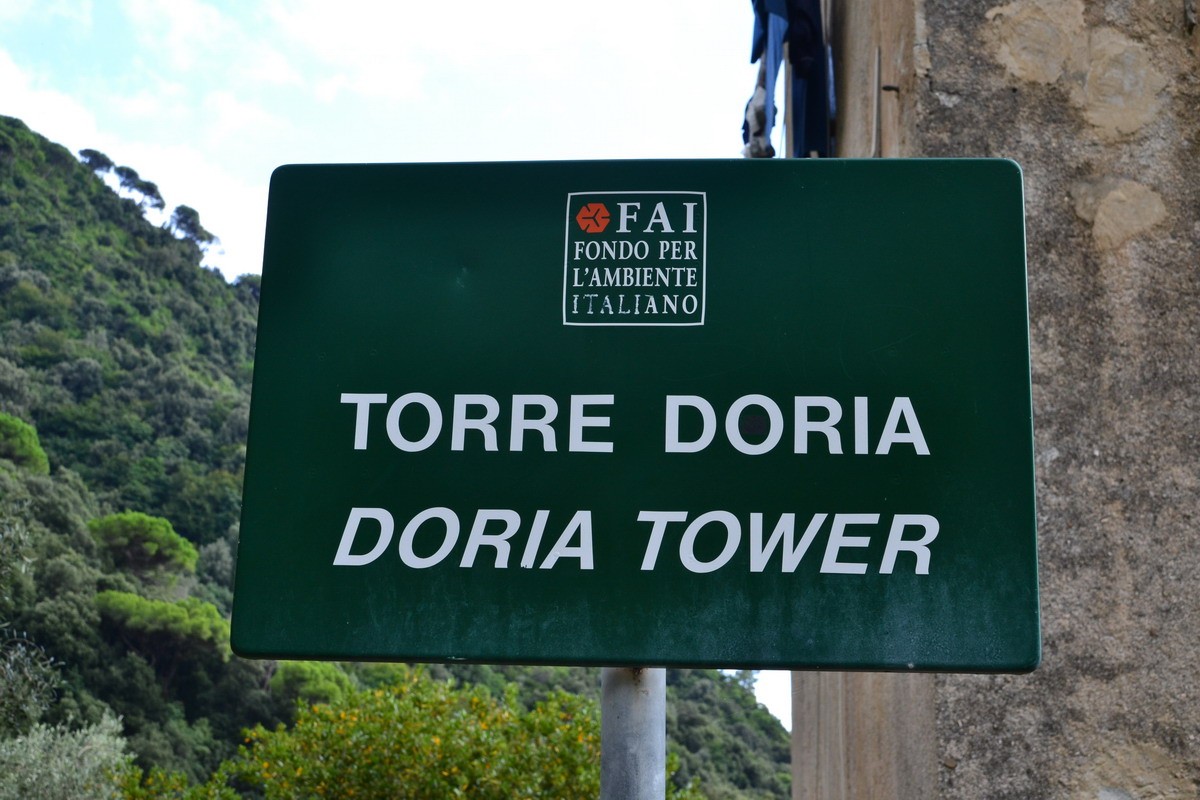 FAI
FONDO PER
L'AMBIENTE
ITALIANO
TORRE DORIA
DORIA TOWER